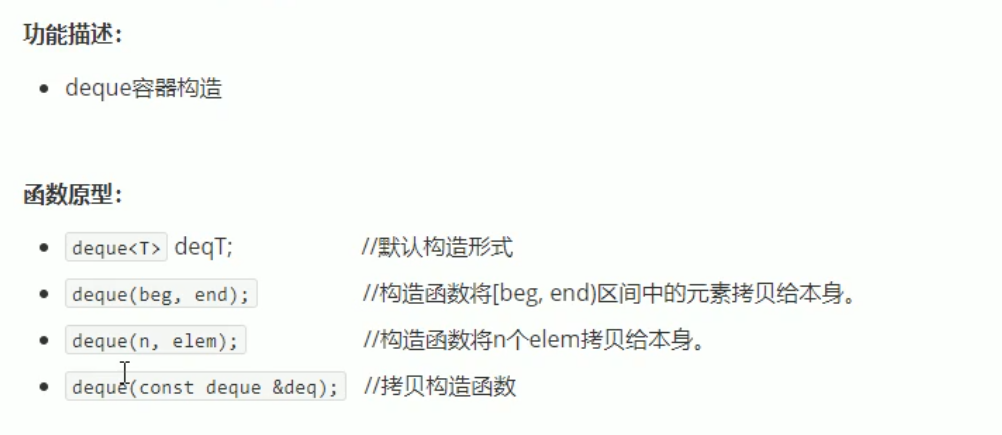 功能描述：
deque容器构造
函数原型：
deque<T> deqT; //默认构造形式
deque(beg, end); //构造函数将[beg, end)区间中的元素拷贝给本身。
deque(n, elem); //构造函数将n个elem拷贝给本身。
deque(const deque &deq); //拷贝构造函数